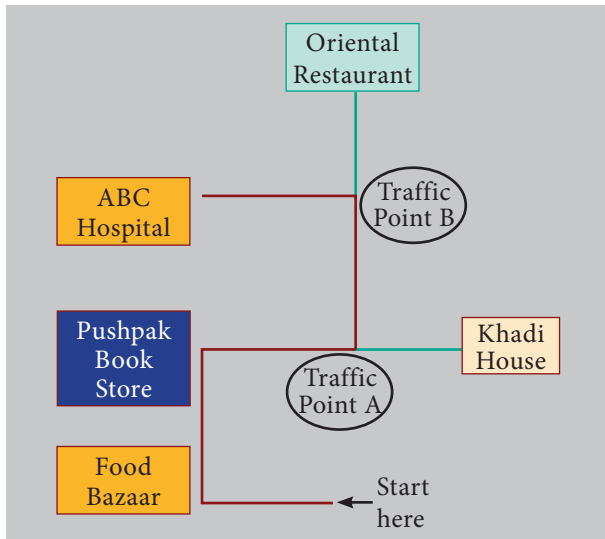 Oriental
Restaurant
ABC
Hospital
Traffic
Point B
Pushpak
Book
Store
Khadi
House
Traffic
Point A
Food
Bazaar
Start
here